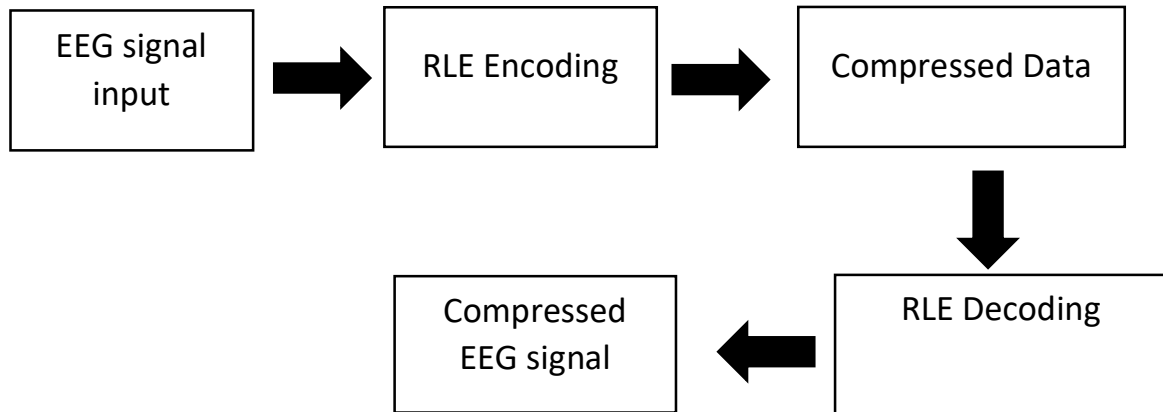 EEG signal
input
RLE Encoding
Compressed Data
RLE Decoding
Compressed
EEG signal